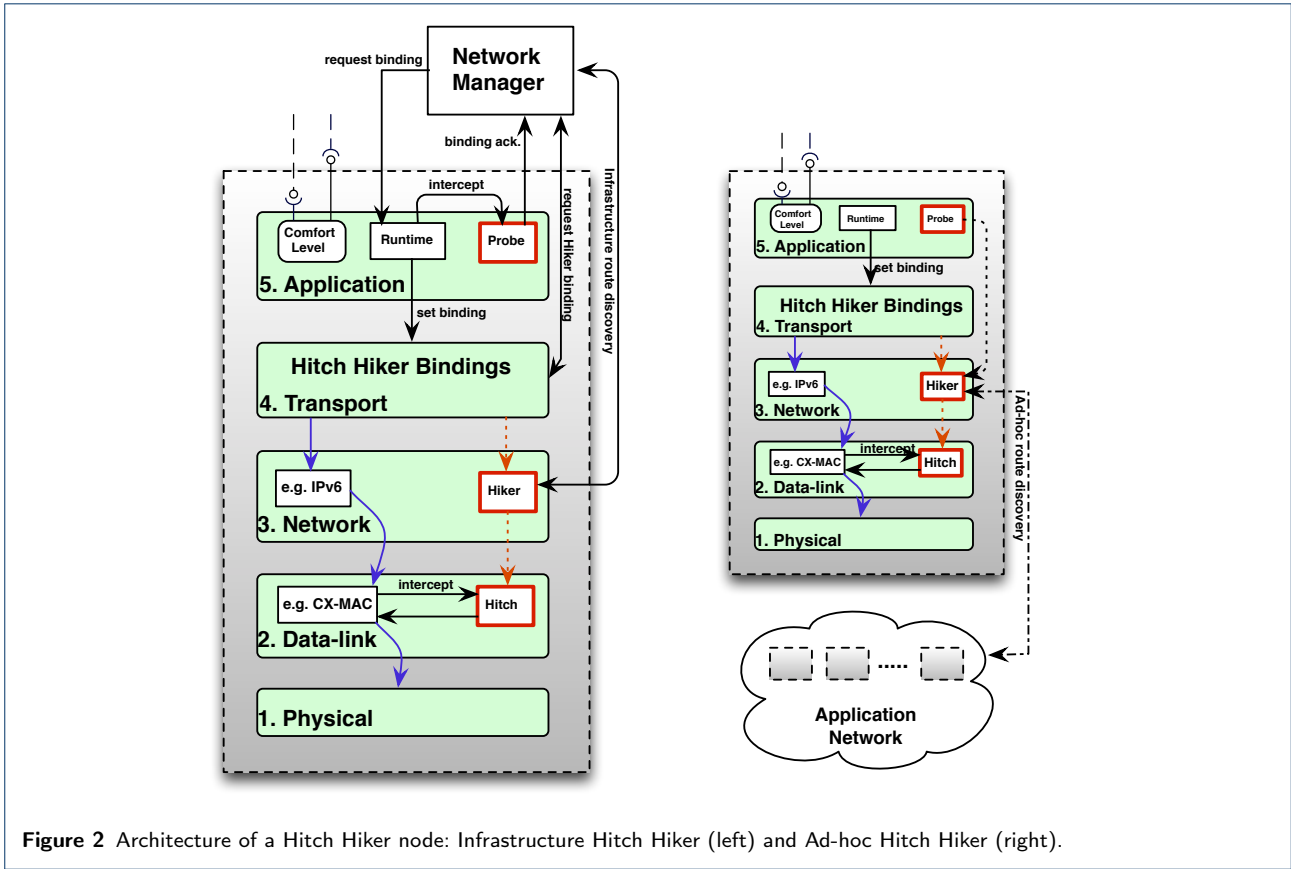 Network
Manager
request binding
binding ack.
intercept
Infrastructure route discovery
request Hiker binding
Comfort
Level
Runtime
Probe
5. Application
set binding
Hitch Hiker Bindings
4. Transport
e.g. IPv6
Hiker
3. Network
intercept
e.g. CX-MAC
Hitch
2. Data-link
1. Physical
Comfort
Level
Runtime
Probe
5. Application
set binding
Hitch Hiker Bindings
4. Transport
e.g. IPv6
Hiker
3. Network
Ad-hoc route discovery
intercept
e.g. CX-MAC
Hitch
2. Data-link
1. Physical
.....
Application
Network
Figure 2 Architecture of a Hitch Hiker node: Infrastructure Hitch Hiker (left) and Ad-hoc Hitch Hiker (right).